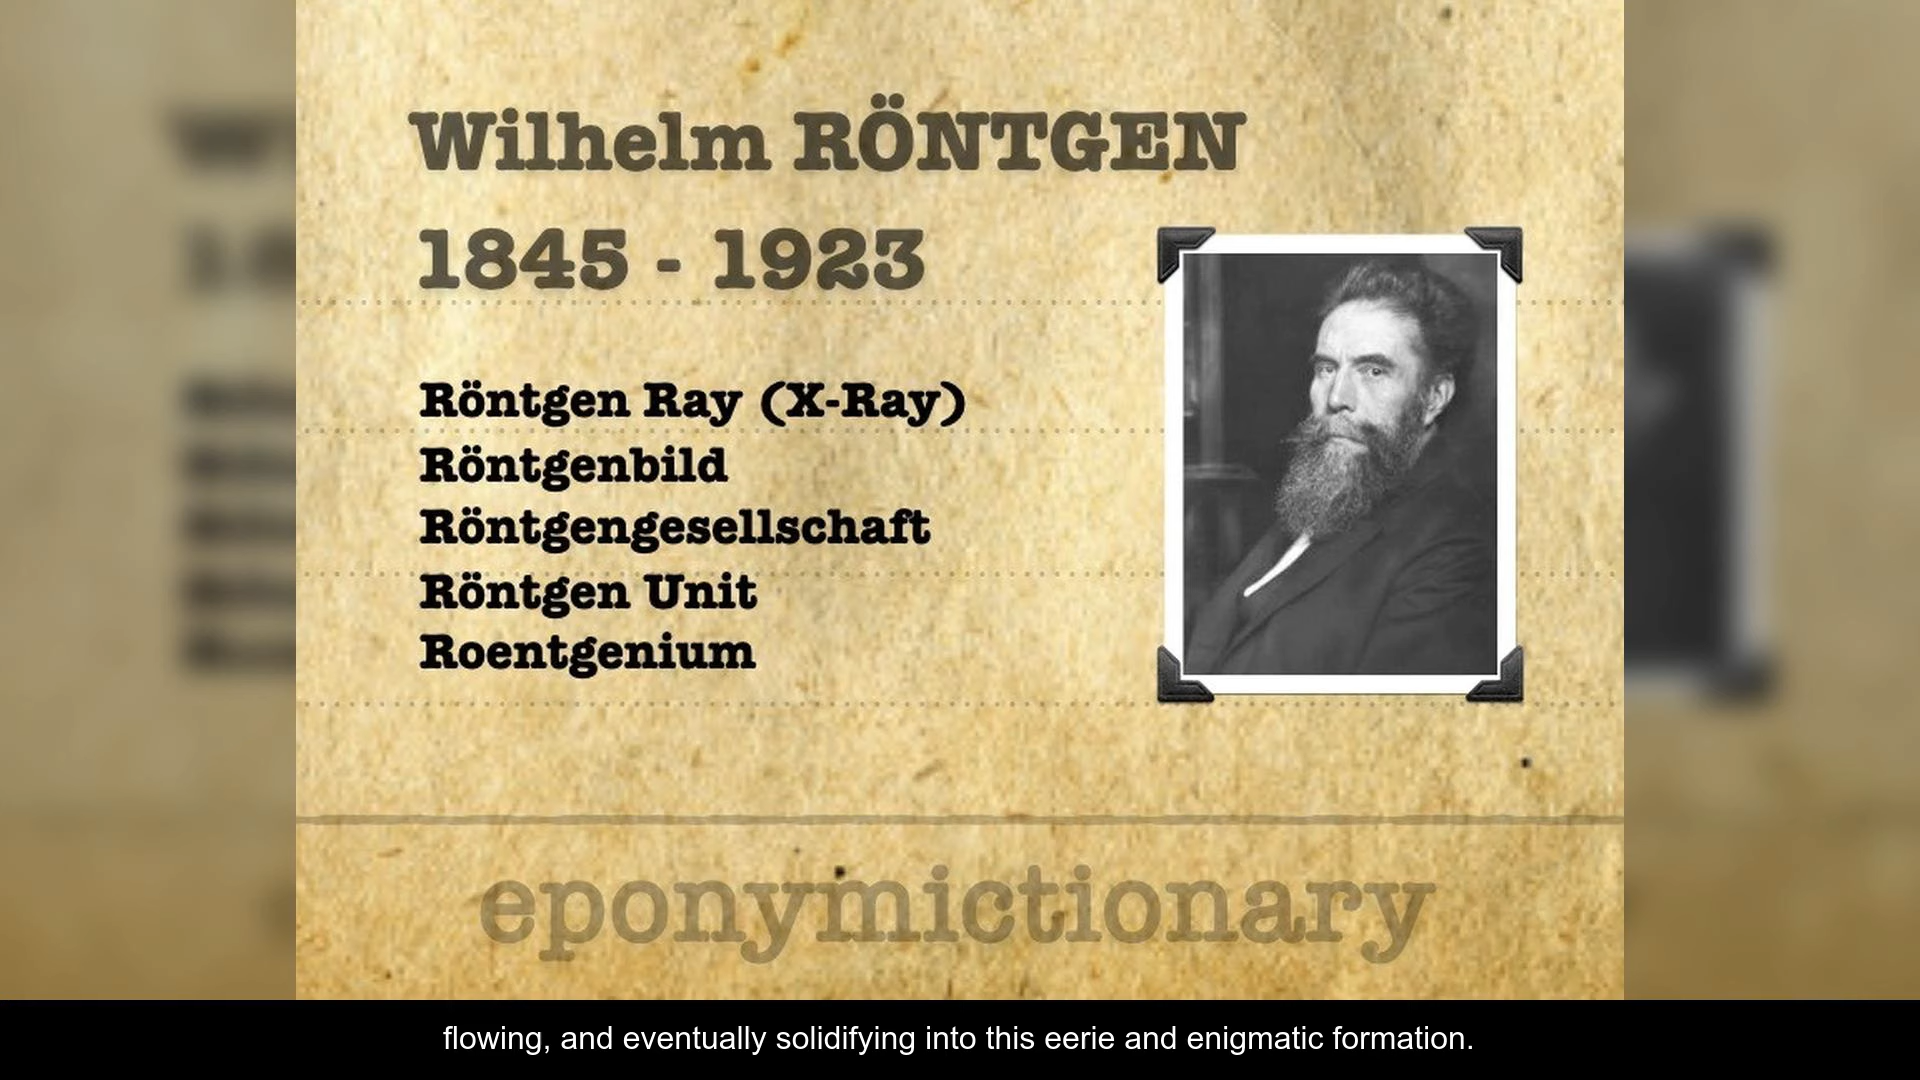 Wilhelm RÖNTGEN
1845 - 1923
Röntgen Ray (X-Ray)
Röntgenbild
Röntgengesellschaft
Röntgen Unit
Roentgenium
eponymictionary
flowing, and eventually solidifying into this eerie and enigmatic formation.